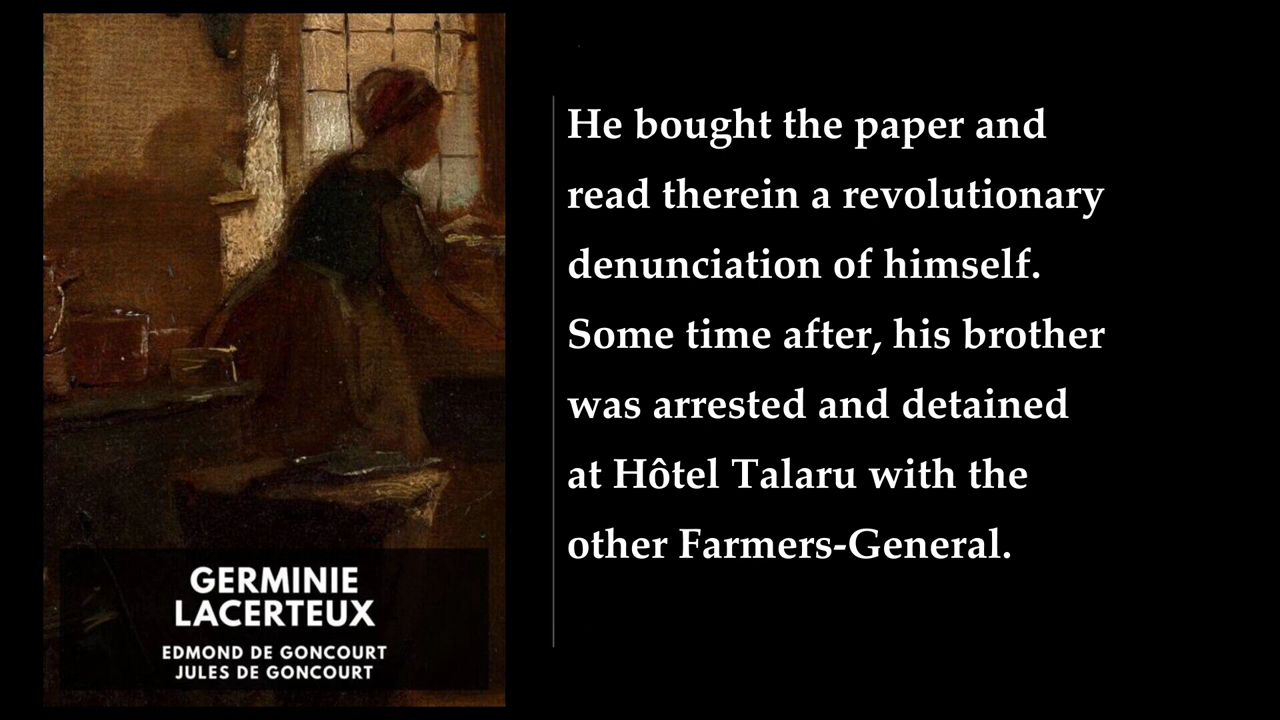 He bought the paper and
read therein a revolutionary
denunciation of himself.
Some time after, his brother
was arrested and detained
at Hôtel Talaru with the
other Farmers-General.
GERMINIE
LACERTEUX
EDMOND DE GONCOURT
JULES DE GONCOURT